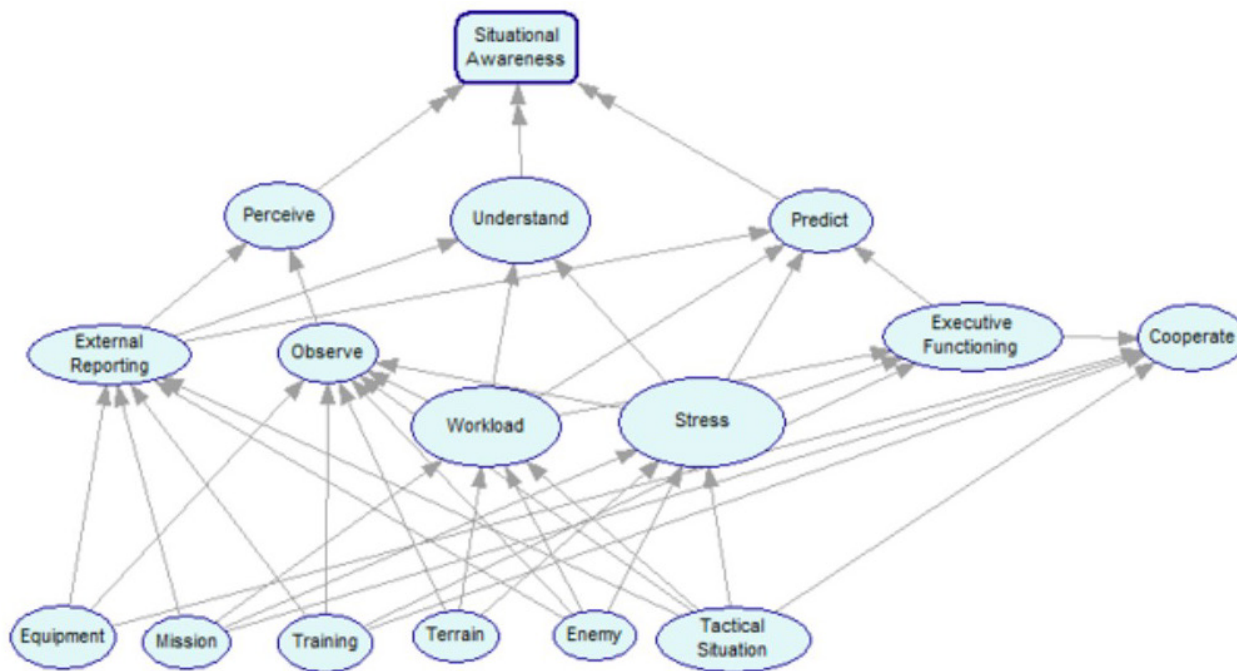 Situational
Awareness
Perceive
Understand
Predict
External
Reporting
Observe
Executive
Functioning
Cooperate
Workload
Stress
Equipment
Mission
Training
Terrain
Enemy
Tactical
Situation